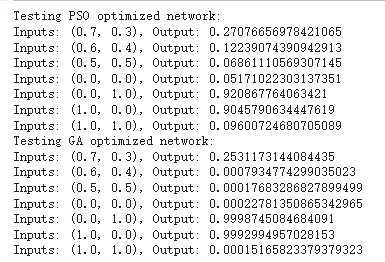 Testing PSO optimized network:
Inputs: (0.7, 0.3), Output: 0.27076656978421065
Inputs: (0.6, 0.4), Output: 0.12239074390942913
Inputs: (0.5, 0.5), Output: 0.06861110569307145
Inputs: (0.0, 0.0), Output: 0.05171022303137351
Inputs: (0.0, 1.0), Output: 0.920867764063421
Inputs: (1.0, 0.0), Output: 0.9045790634447619
Inputs: (1.0, 1.0), Output: 0.09600724680705089
Testing GA optimized network:
Inputs: (0.7, 0.3), Output: 0.2531173144084435
Inputs: (0.6, 0.4), Output: 0.0007934774299035023
Inputs: (0.5, 0.5), Output: 0.00017683286827899499
Inputs: (0.0, 0.0), Output: 0.00022781350865342965
Inputs: (0.0, 1.0), Output: 0.9998745084684091
Inputs: (1.0, 0.0), Output: 0.9992994957028153
Inputs: (1.0, 1.0), Output: 0.00015165823379379323